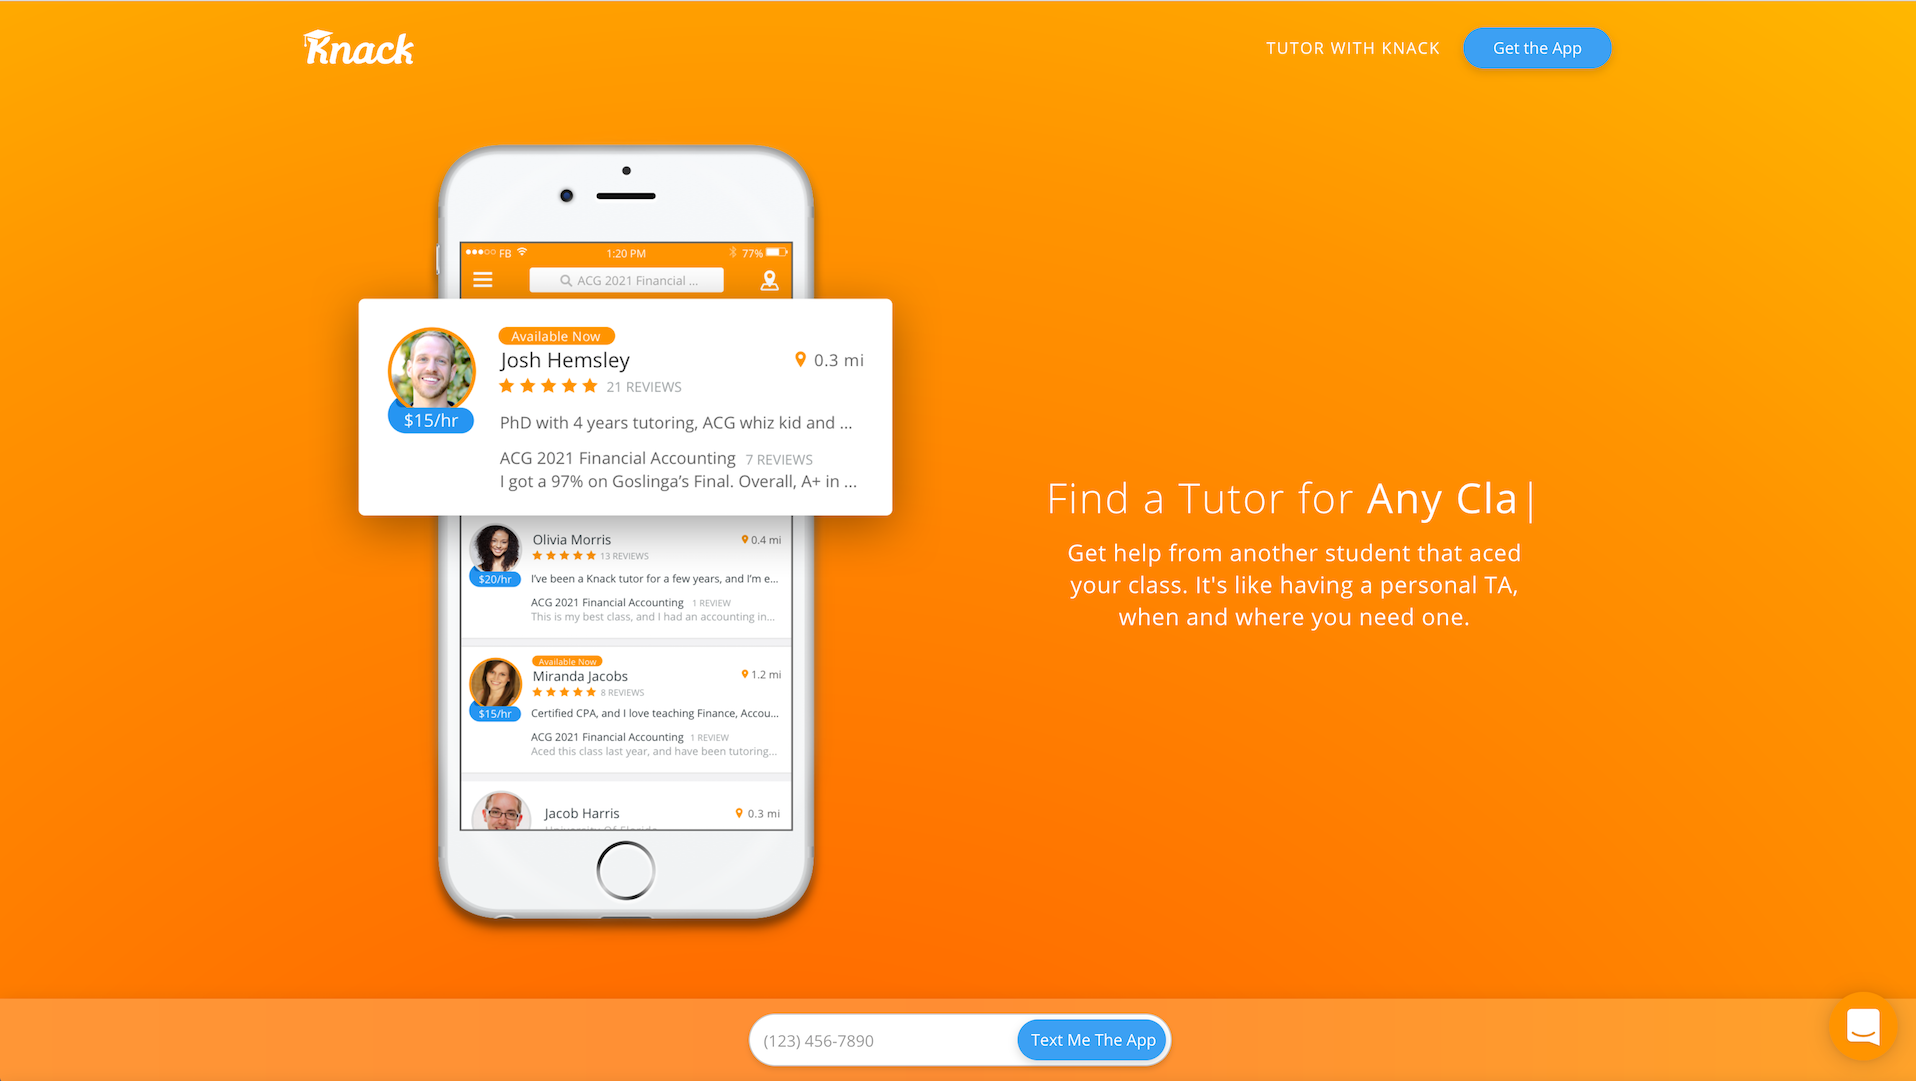 Knack
TUTOR WITH KNACK
Get the App
FB
1:20 PM
77%
ACG 2021 Financial ...
Available Now
Josh Hemsley
0.3 mi
21 REVIEWS
$15/hr
PhD with 4 years tutoring, ACG whiz kid and ...
ACG 2021 Financial Accounting 7 REVIEWS
I got a 97% on Goslinga's Final. Overall, A+ in ...
Olivia Morris
0.4 mi
13 REVIEWS
$20/hr
I've been a Knack tutor for a few years, and I'm e...
ACG 2021 Financial Accounting 1 REVIEW
This is my best class, and I had an accounting in...
Available Now
Miranda Jacobs
1.2 mi
8 REVIEWS
$15/hr
Certified CPA, and I love teaching Finance, Accou...
ACG 2021 Financial Accounting 1 REVIEW
Aced this class last year, and have been tutoring...
Jacob Harris
0.3 mi
University Of Florida
Find a Tutor for Any Cla|
Get help from another student that aced
your class. It's like having a personal TA,
when and where you need one.
(123) 456-7890
Text Me The App